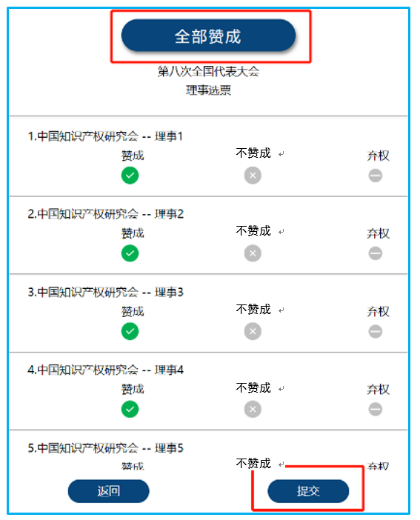 全部赞成
第八次全国代表大会
理事选票
1.中国知识产权研究会 -- 理事1
赞成 不赞成 弃权
2.中国知识产权研究会 -- 理事2
赞成 不赞成 弃权
3.中国知识产权研究会 -- 理事3
赞成 不赞成 弃权
4.中国知识产权研究会 -- 理事4
赞成 不赞成 弃权
5.中国知识产权研究会 -- 理事5
赞成 不赞成 弃权
返回 提交